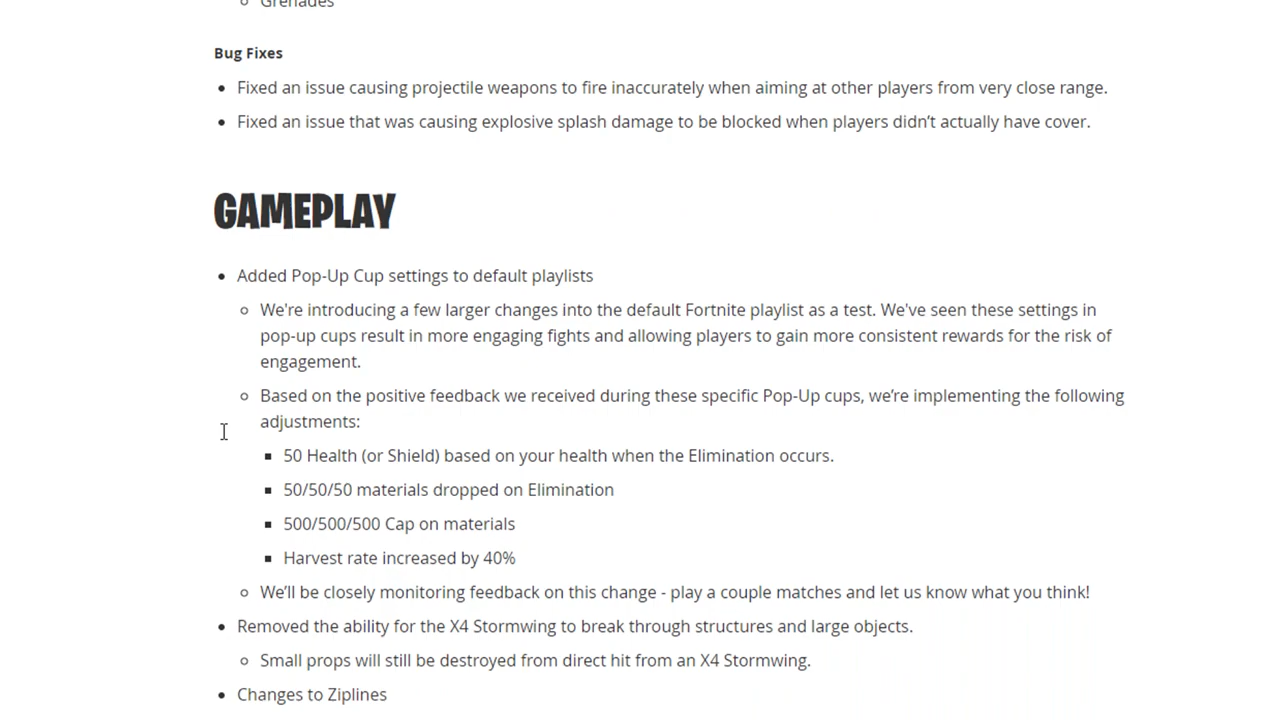 Grenades
Bug Fixes
Fixed an issue causing projectile weapons to fire inaccurately when aiming at other players from very close range.
Fixed an issue that was causing explosive splash damage to be blocked when players didn’t actually have cover.
GAMEPLAY
Added Pop-Up Cup settings to default playlists
We're introducing a few larger changes into the default Fortnite playlist as a test. We've seen these settings in
pop-up cups result in more engaging fights and allowing players to gain more consistent rewards for the risk of
engagement.
Based on the positive feedback we received during these specific Pop-Up cups, we’re implementing the following
adjustments:
50 Health (or Shield) based on your health when the Elimination occurs.
50/50/50 materials dropped on Elimination
500/500/500 Cap on materials
Harvest rate increased by 40%
We’ll be closely monitoring feedback on this change - play a couple matches and let us know what you think!
Removed the ability for the X4 Stormwing to break through structures and large objects.
Small props will still be destroyed from direct hit from an X4 Stormwing.
Changes to Ziplines